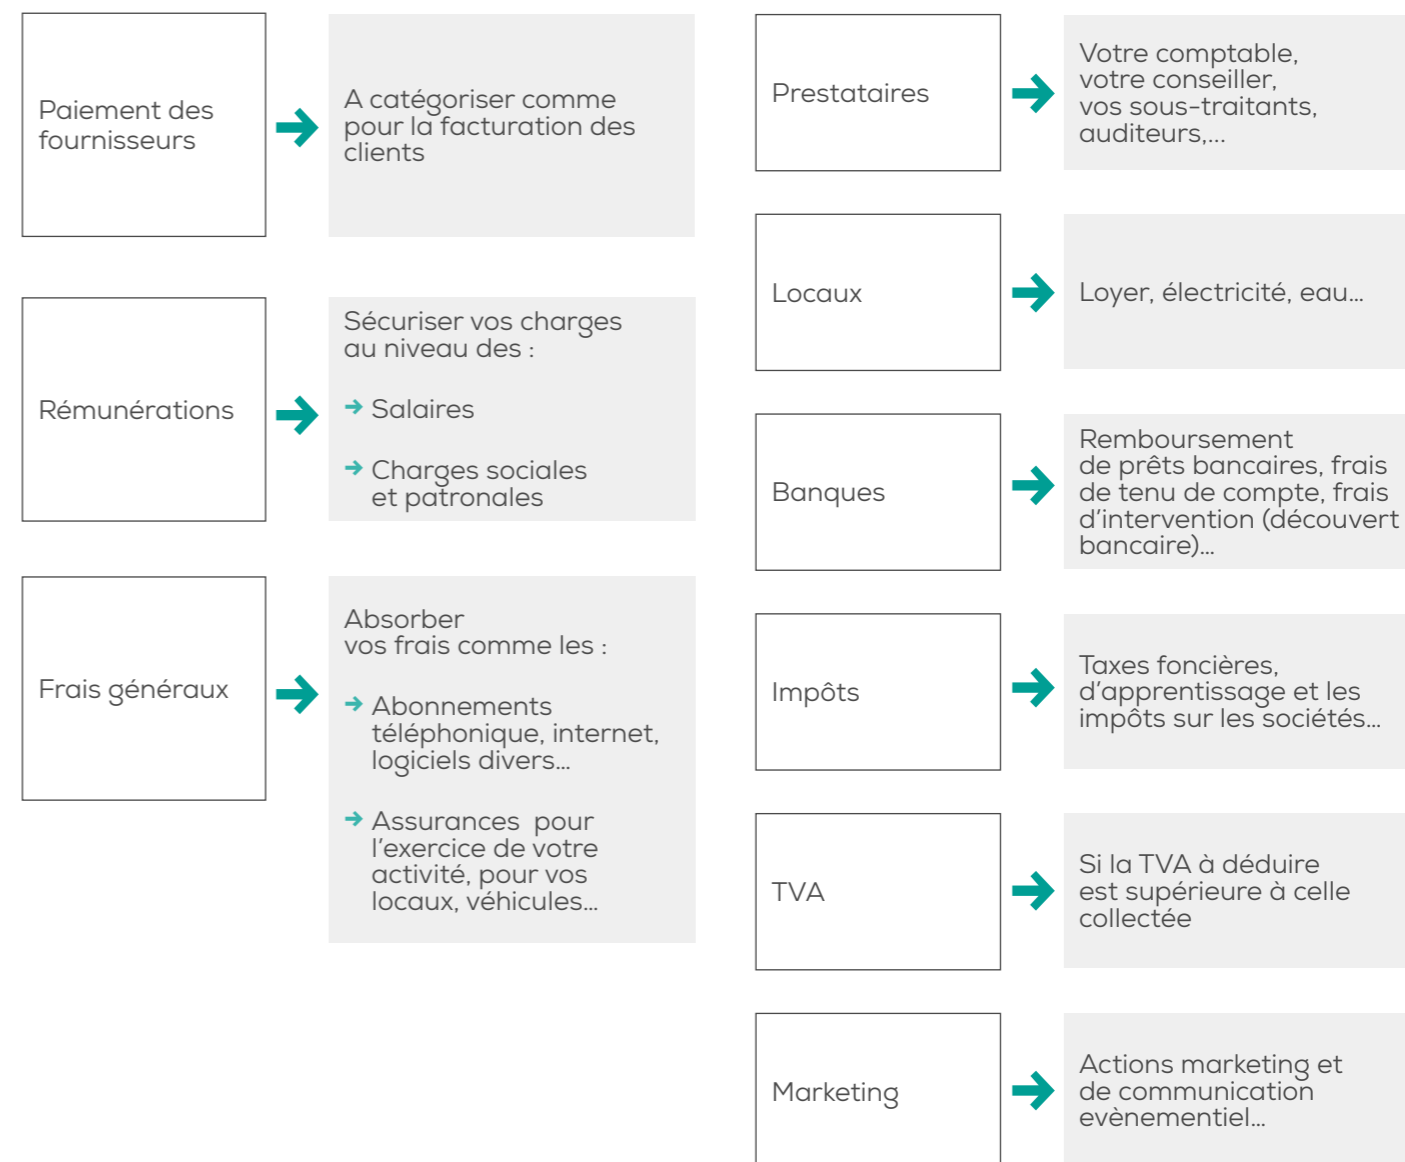 Paiement des
fournisseurs
A catégoriser comme
pour la facturation des
clients
Rémunérations
Sécuriser vos charges
au niveau des :
Salaires
Charges sociales
et patronales
Frais généraux
Absorber
vos frais comme les :
Abonnements
téléphonique, internet,
logiciels divers…
Assurances  pour
l’exercice de votre
activité, pour vos
locaux, véhicules…
Prestataires
Votre comptable,
votre conseiller,
vos sous-traitants,
auditeurs,...
Locaux
Loyer, électricité, eau…
Banques
Remboursement
de prêts bancaires, frais
de tenu de compte, frais
d’intervention (découvert
bancaire)…
Impôts
Taxes foncières,
d’apprentissage et les
impôts sur les sociétés…
TVA
Si la TVA à déduire
est supérieure à celle
collectée
Marketing
Actions marketing et
de communication
evènementiel…